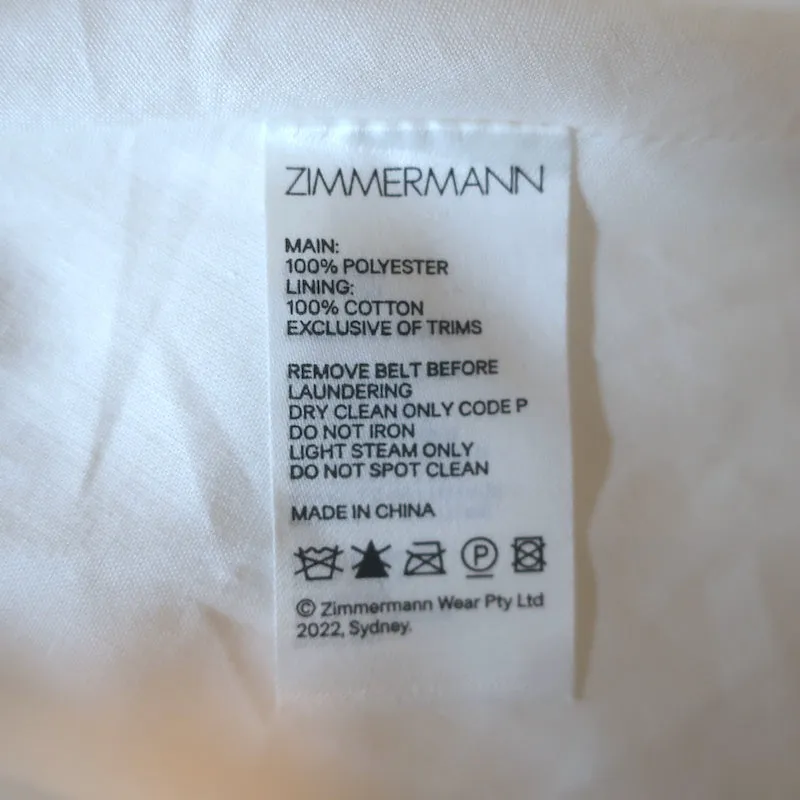 ZIMMERMANN
MAIN:
100% POLYESTER
LINING:
100% COTTON
EXCLUSIVE OF TRIMS
REMOVE BELT BEFORE
LAUNDERING
DRY CLEAN ONLY CODE P
DO NOT IRON
LIGHT STEAM ONLY
DO NOT SPOT CLEAN
MADE IN CHINA
P
© Zimmermann Wear Pty Ltd
2022, Sydney.